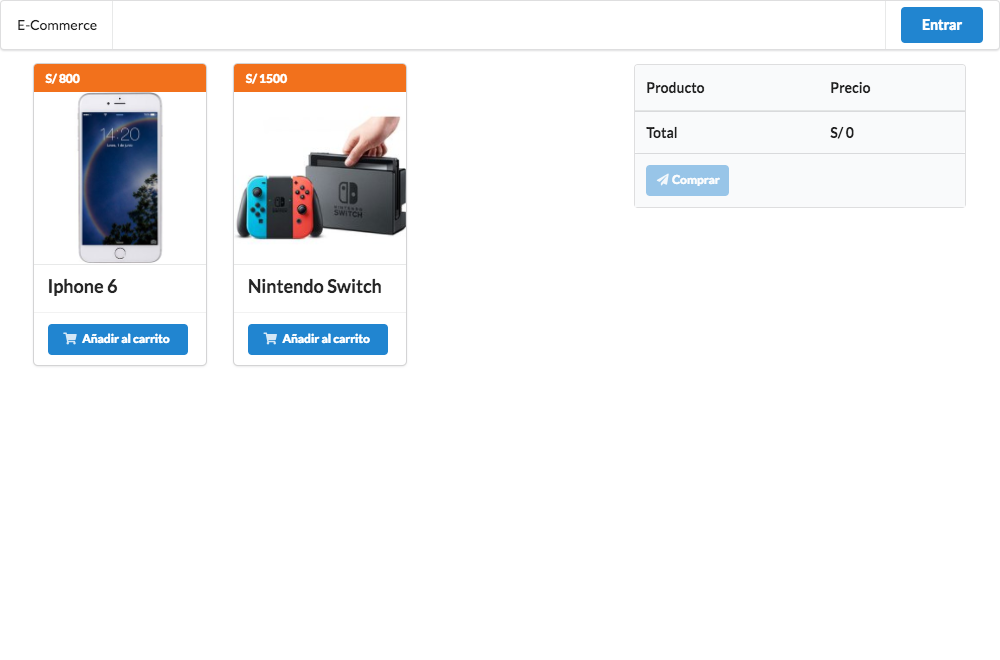 E-Commerce
Entrar
S/ 800
14:20
Iphone 6
Añadir al carrito
S/ 1500
NINTENDO
SWITCH
Nintendo Switch
Añadir al carrito
Producto Precio
Total S/ 0
Comprar